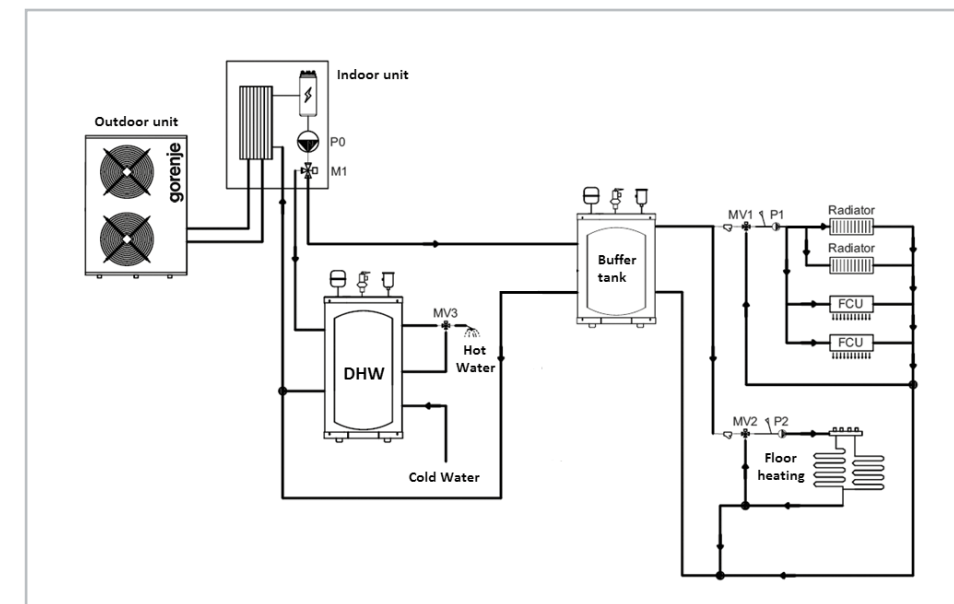 Indoor unit
Outdoor unit
gorenje
P0
M1
Buffer
tank
MV1
P1
Radiator
Radiator
FCU
FCU
DHW
MV3
Hot
Water
Cold Water
MV2
P2
Floor
heating